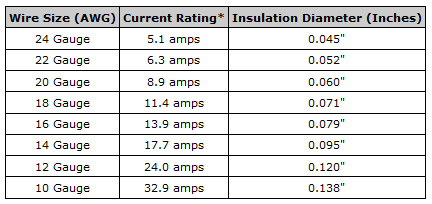 Wire Size (AWG) Current Rating* Insulation Diameter (Inches)
24 Gauge 5.1 amps 0.045"
22 Gauge 6.3 amps 0.052"
20 Gauge 8.9 amps 0.060"
18 Gauge 11.4 amps 0.071"
16 Gauge 13.9 amps 0.079"
14 Gauge 17.7 amps 0.095"
12 Gauge 24.0 amps 0.120"
10 Gauge 32.9 amps 0.138"